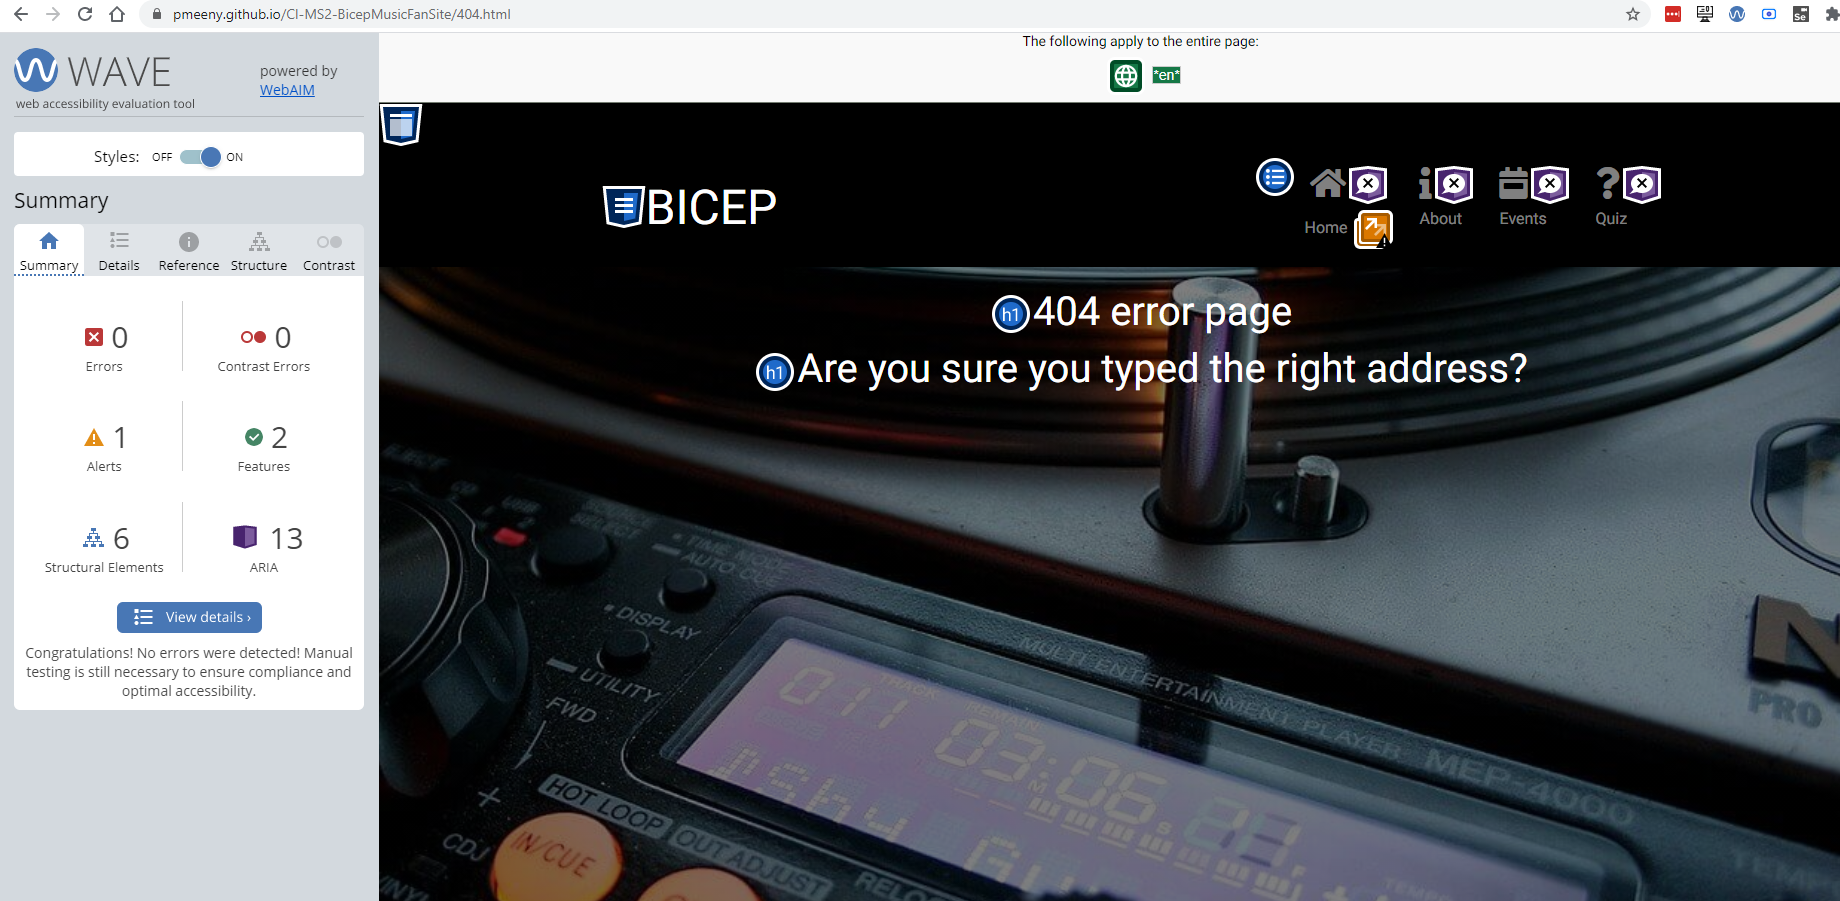 pmeeny.github.io/CI-MS2-BicepMusicFanSite/404.html
WAVE
web accessibility evaluation tool
powered by
WebAIM
Styles: OFF ON
Summary
Summary Details Reference Structure Contrast
0 0
Errors Contrast Errors
1 2
Alerts Features
6 13
Structural Elements ARIA
View details ›
Congratulations! No errors were detected! Manual
testing is still necessary to ensure compliance and
optimal accessibility.
The following apply to the entire page:
*en*
BICEP
Home About Events Quiz
h1 404 error page
h1 Are you sure you typed the right address?
EJECT
TIME MODE
AUTO CUE
DISPLAY
UTILITY
FWD
HOT LOOP
OUT ADJUST
IN/CUE
CDJ
VINYL
MULTI ENTERTAINMENT PLAYER MEP-4000
TRACK
REMAIN
PRO